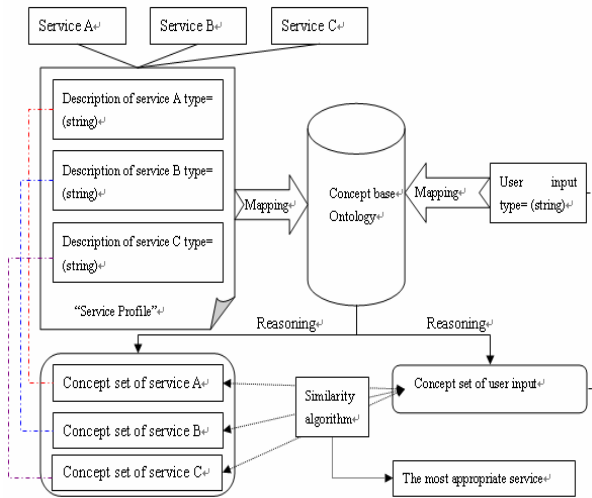 Service A↵
Service B↵
Service C↵
Description of service A type=
(string)↵
Description of service B type=
(string)↵
Description of service C type=
(string)↵
“Service Profile”↵
Mapping↵
Concept base↵
Ontology↵
Mapping↵
User input
type= (string)↵
Reasoning↵
Reasoning↵
Concept set of service A↵
Concept set of service B↵
Concept set of service C↵
Similarity
algorithm↵
Concept set of user input↵
The most appropriate service↵